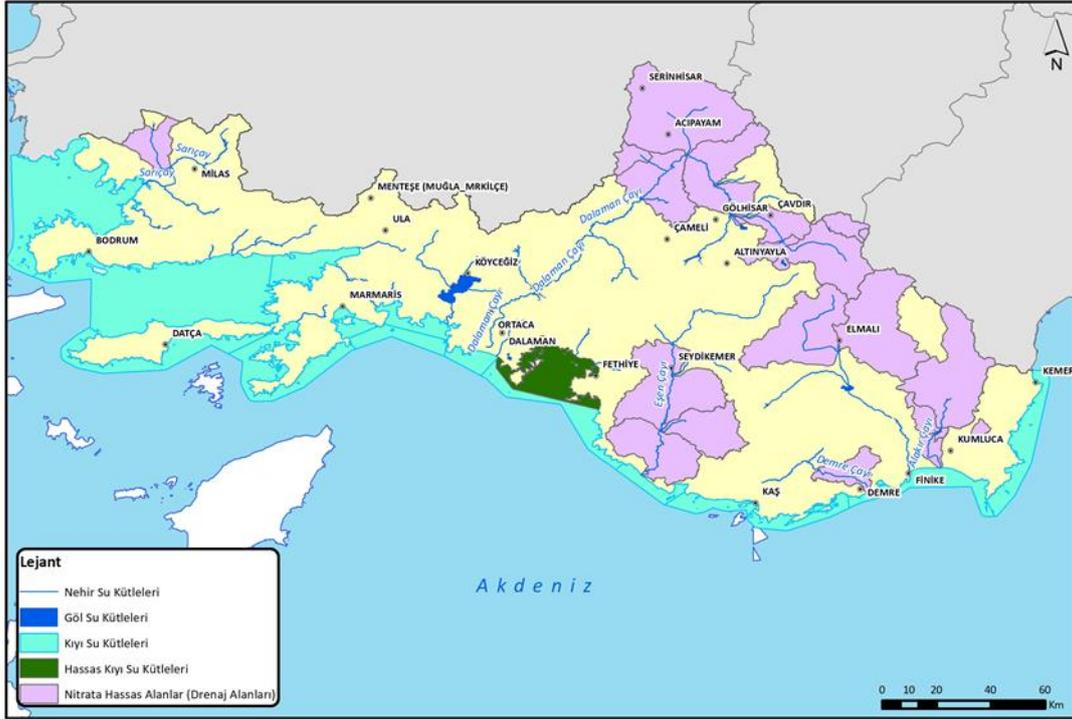 N
SERİNHİSAR
ACIPAYAM
Sarıçay
Sarıçay
MİLAS
MENTEŞE (MUĞLA_MRKİLÇE)
Dalaman Çayı
GÖLHİSAR
ÇAVDIR
ULA
ÇAMELİ
BODRUM
ALTINYAYLA
KÖYCEĞİZ
Dalaman Çayı
Dalaman Çayı
MARMARİS
ORTACA
DALAMAN
DATÇA
ELMALI
FETHİYE
SEYDİKEMER
Eşen Çayı
KEMER
Alakır Çayı
KUMLUCA
Demre Çayı
FİNİKE
KAŞ
DEMRE
Akdeniz
Lejant
Nehir Su Kütleleri
Göl Su Kütleleri
Kıyı Su Kütleleri
Hassas Kıyı Su Kütleleri
Nitrata Hassas Alanlar (Drenaj Alanları)
0 10 20 40 60
Km